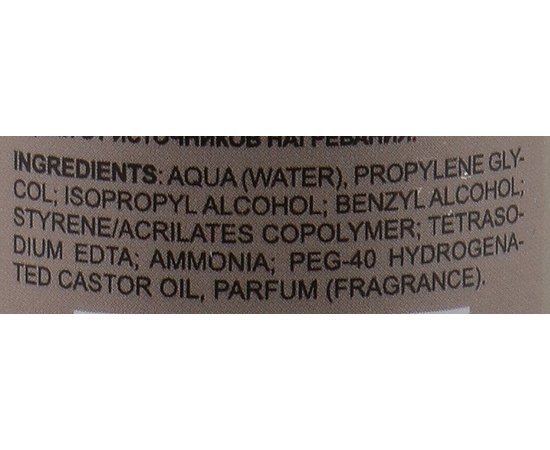 ИСТОЧНИКОВ НАГРЕВАНИЯ.
INGREDIENTS: AQUA (WATER), PROPYLENE GLY-
COL; ISOPROPYL ALCOHOL; BENZYL ALCOHOL;
STYRENE/ACRILATES COPOLYMER; TETRASO-
DIUM EDTA; AMMONIA; PEG-40 HYDROGENA-
TED CASTOR OIL, PARFUM (FRAGRANCE).